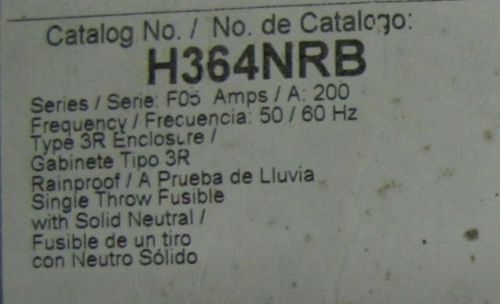 Catalog No. / No. de Catalogo:
H364NRB
Series / Serie: F05 Amps / A: 200
Frequency / Frecuencia: 50 / 60 Hz
Type 3R Enclosure /
Gabinete Tipo 3R
Rainproof / A Prueba de Lluvia
Single Throw Fusible
with Solid Neutral /
Fusible de un tiro
con Neutro Sólido